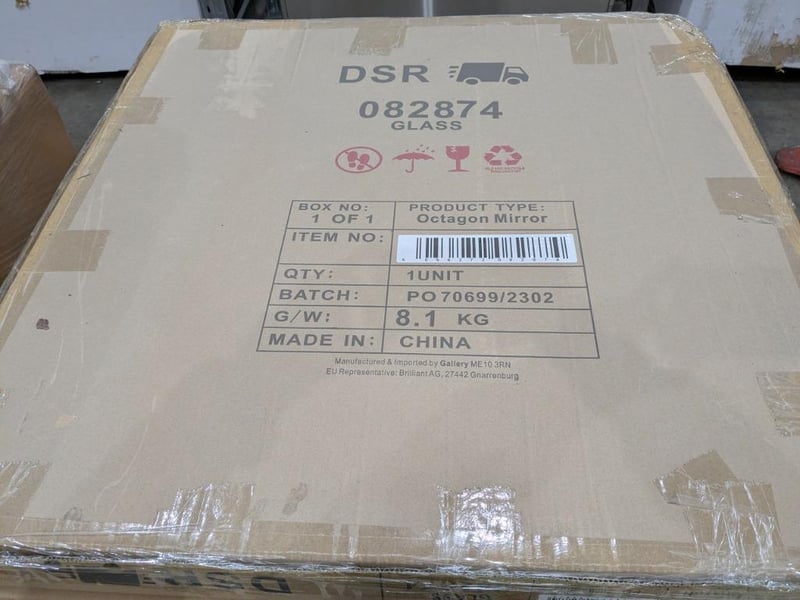 DSR
082874
GLASS
BOX NO:
1 OF 1
PRODUCT TYPE:
Octagon Mirror
ITEM NO:
QTY:
1UNIT
BATCH:
PO 70699/2302
G/W:
8.1 KG
MADE IN:
CHINA
Manufactured & Imported by Gallery ME10 3RN
EU Representative: Brilliant AG, 27442 Gnarrenburg
DSR